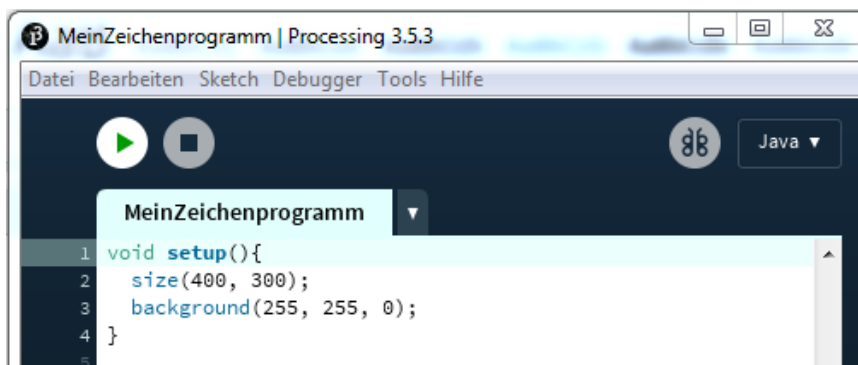 MeinZeichenprogramm | Processing 3.5.3
Datei Bearbeiten Sketch Debugger Tools Hilfe
Java ▼
MeinZeichenprogramm ▼
1 void setup(){
2   size(400, 300);
3   background(255, 255, 0);
4 }
5